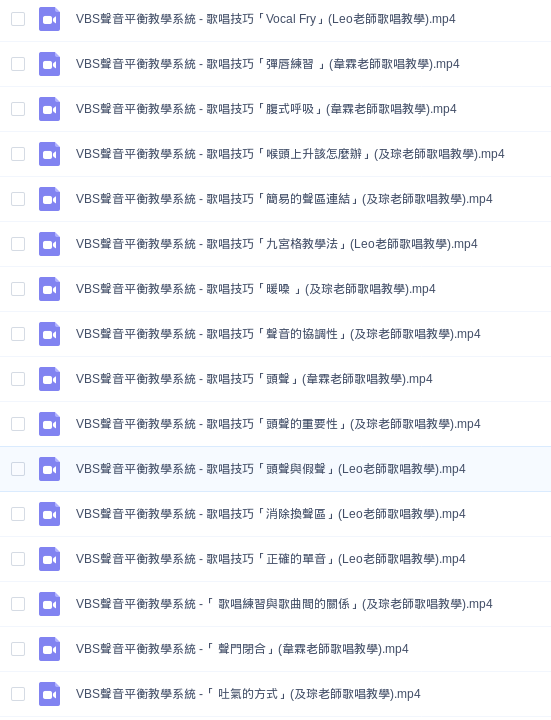 VBS聲音平衡教學系統 - 歌唱技巧「Vocal Fry」(Leo老師歌唱教學).mp4
VBS聲音平衡教學系統 - 歌唱技巧「彈唇練習 」(韋霖老師歌唱教學).mp4
VBS聲音平衡教學系統 - 歌唱技巧「腹式呼吸」(韋霖老師歌唱教學).mp4
VBS聲音平衡教學系統 - 歌唱技巧「喉頭上升該怎麼辦」(及琮老師歌唱教學).mp4
VBS聲音平衡教學系統 - 歌唱技巧「簡易的聲區連結」(及琮老師歌唱教學).mp4
VBS聲音平衡教學系統 - 歌唱技巧「九宮格教學法」(Leo老師歌唱教學).mp4
VBS聲音平衡教學系統 - 歌唱技巧「暖嗓 」(及琮老師歌唱教學).mp4
VBS聲音平衡教學系統 - 歌唱技巧「聲音的協調性」(及琮老師歌唱教學).mp4
VBS聲音平衡教學系統 - 歌唱技巧「頭聲」(韋霖老師歌唱教學).mp4
VBS聲音平衡教學系統 - 歌唱技巧「頭聲的重要性」(及琮老師歌唱教學).mp4
VBS聲音平衡教學系統 - 歌唱技巧「頭聲與假聲」(Leo老師歌唱教學).mp4
VBS聲音平衡教學系統 - 歌唱技巧「消除換聲區」(Leo老師歌唱教學).mp4
VBS聲音平衡教學系統 - 歌唱技巧「正確的單音」(Leo老師歌唱教學).mp4
VBS聲音平衡教學系統 -「 歌唱練習與歌曲間的關係」(及琮老師歌唱教學).mp4
VBS聲音平衡教學系統 -「 聲門閉合」(韋霖老師歌唱教學).mp4
VBS聲音平衡教學系統 -「 吐氣的方式」(及琮老師歌唱教學).mp4